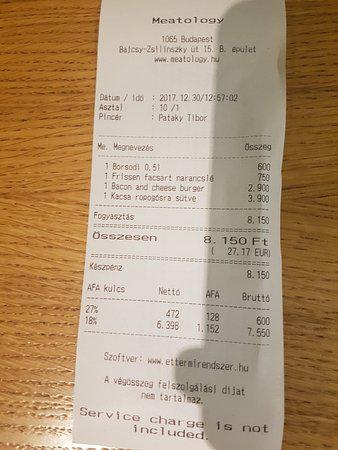 Meatology
1065 Budapest
Bajcsy-Zsilinszky út 15. B. épület
www.meatology.hu
Dátum / idő : 2017.12.30/12:57:02
Asztal : 10 /1
Pincér : Pataky Tibor
Me. Megnevezés Összeg
1 Borsodi 0,5l 600
1 Frissen facsart narancslé 750
1 Bacon and cheese burger 2.900
1 Kacsa ropogósra sütve 3.900
Fogyasztás 8.150
Összesen 8.150 Ft
( 27.17 EUR)
Készpénz 8.150
ÁFA kulcs Nettó ÁFA Bruttó
27% 472 128 600
18% 6.398 1.152 7.550
Szoftver: www.ettermirendszer.hu
A végösszeg felszolgálási díjat
nem tartalmaz.
Service charge is not
included.